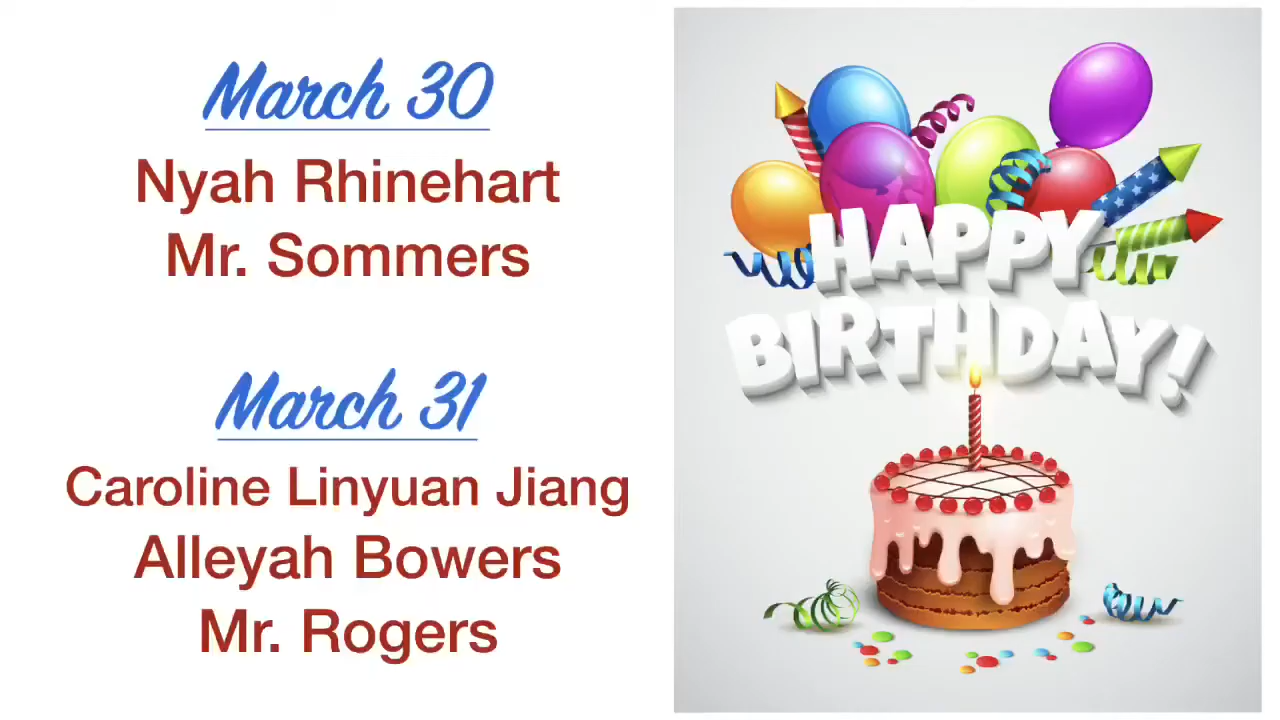 March 30
Nyah Rhinehart
Mr. Sommers
March 31
Caroline Linyuan Jiang
Alleyah Bowers
Mr. Rogers
HAPPY
BIRTHDAY!